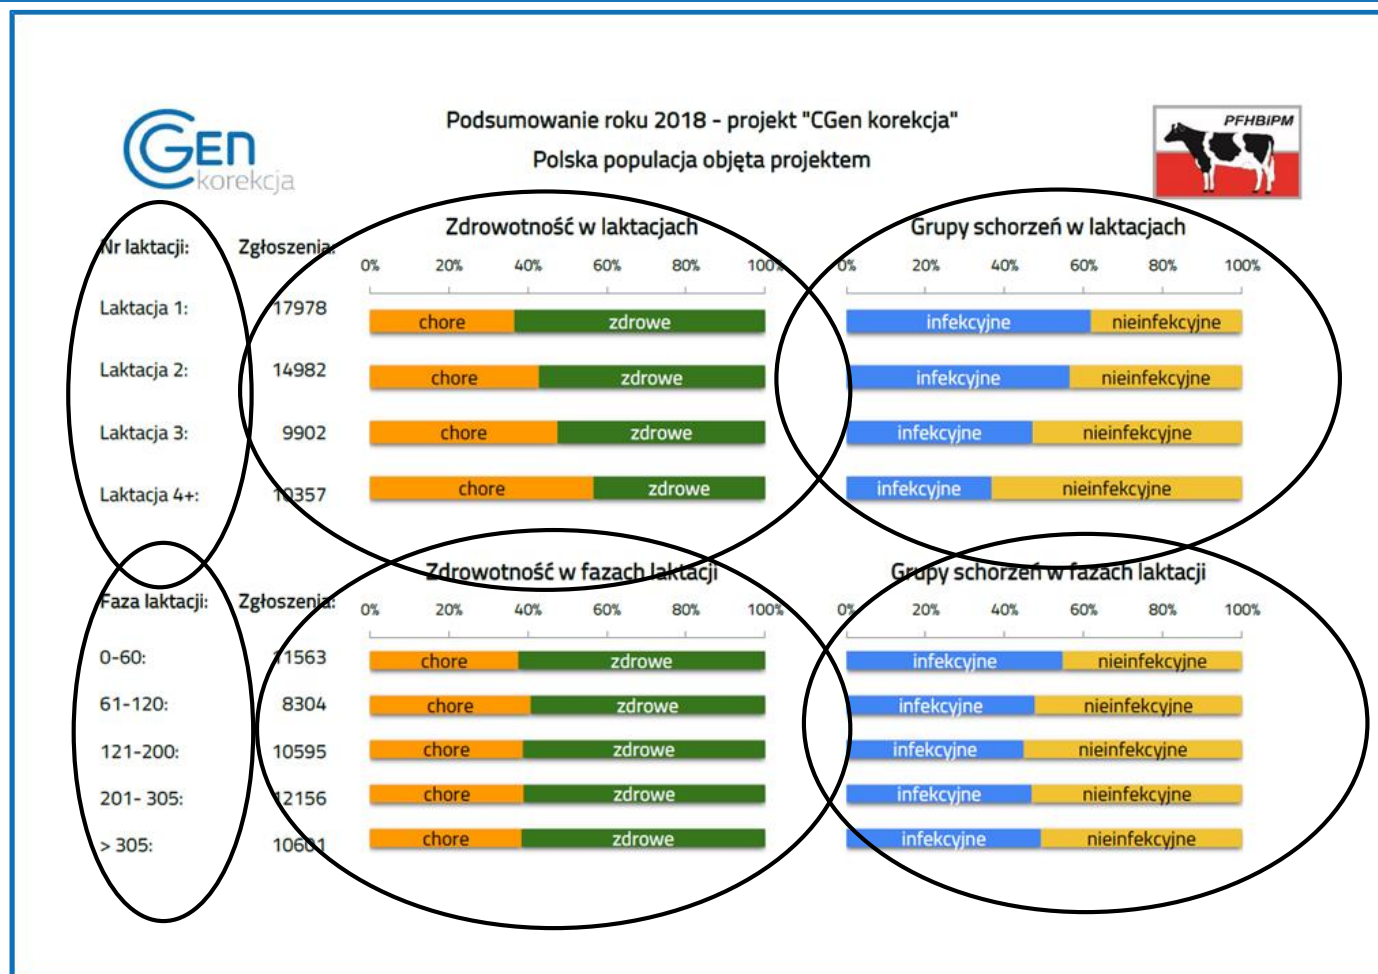 GEN
korekcja
Podsumowanie roku 2018 - projekt "CGen korekcja"
Polska populacja objęta projektem
PFHBiPM
Nr laktacji: Zgłoszenia: Zdrowotność w laktacjach Grupy schorzeń w laktacjach
0% 20% 40% 60% 80% 100% 0% 20% 40% 60% 80% 100%
Laktacja 1: 17978 chore zdrowe infekcyjne nieinfekcyjne
Laktacja 2: 14982 chore zdrowe infekcyjne nieinfekcyjne
Laktacja 3: 9902 chore zdrowe infekcyjne nieinfekcyjne
Laktacja 4+: 10357 chore zdrowe infekcyjne nieinfekcyjne
Faza laktacji: Zgłoszenia: Zdrowotność w fazach laktacji Grupy schorzeń w fazach laktacji
0% 20% 40% 60% 80% 100% 0% 20% 40% 60% 80% 100%
0-60: 11563 chore zdrowe infekcyjne nieinfekcyjne
61-120: 8304 chore zdrowe infekcyjne nieinfekcyjne
121-200: 10595 chore zdrowe infekcyjne nieinfekcyjne
201- 305: 12156 chore zdrowe infekcyjne nieinfekcyjne
> 305: 10601 chore zdrowe infekcyjne nieinfekcyjne